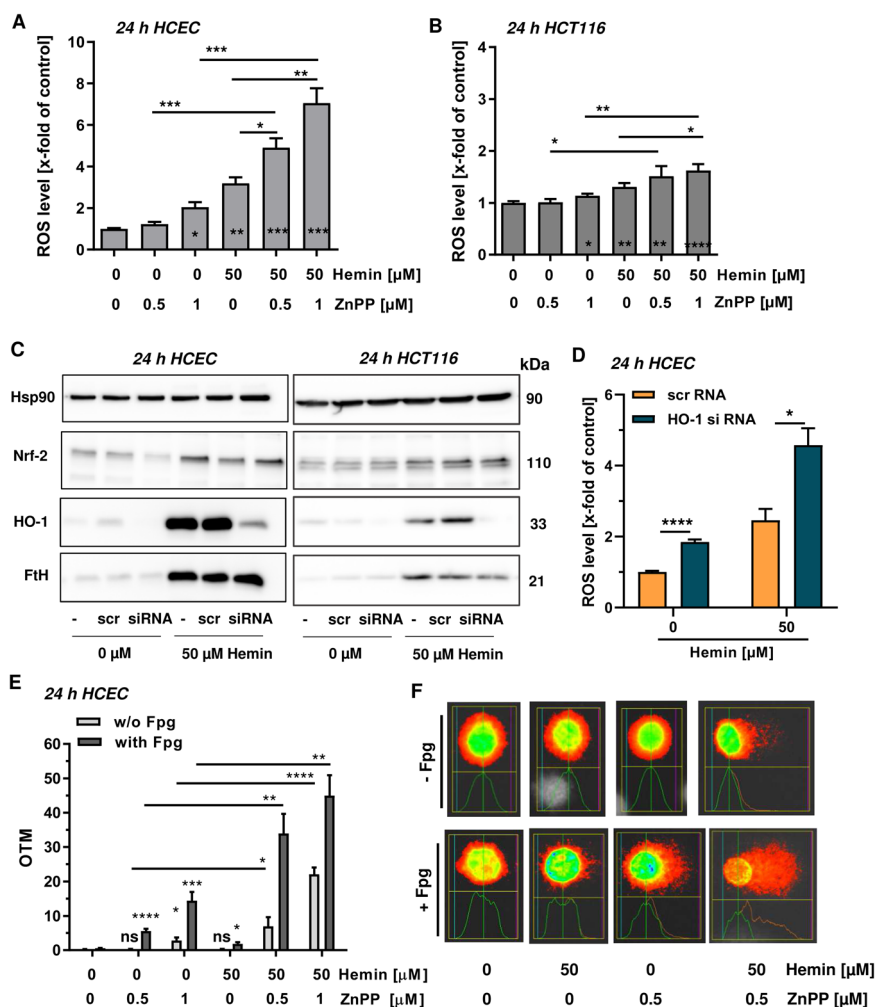 A
24 h HCEC
ROS level [x-fold of control]
10
8
6
4
2
0
***
**
***
*
*
**
***
***
0 0 0 50 50 50 Hemin [µM]
0 0.5 1 0 0.5 1 ZnPP [µM]
B
24 h HCT116
ROS level [x-fold of control]
4
3
2
1
0
**
*
*
*
**
**
****
0 0 0 50 50 50 Hemin [µM]
0 0.5 1 0 0.5 1 ZnPP [µM]
C
24 h HCEC
24 h HCT116
kDa
Hsp90
90
Nrf-2
110
HO-1
33
FtH
21
- scr siRNA - scr siRNA - scr siRNA - scr siRNA
0 µM 50 µM Hemin 0 µM 50 µM Hemin
D
24 h HCEC
scr RNA
HO-1 si RNA
ROS level [x-fold of control]
6
4
2
0
****
*
0 50
Hemin [µM]
E
24 h HCEC
w/o Fpg
with Fpg
OTM
60
50
40
30
20
10
0
**
****
**
*
ns
****
*
***
ns
*
0 0 0 50 50 50 Hemin [µM]
0 0.5 1 0 0.5 1 ZnPP [µM]
F
- Fpg
+ Fpg
0 50 0 50 Hemin [µM]
0 0 0.5 0.5 ZnPP [µM]